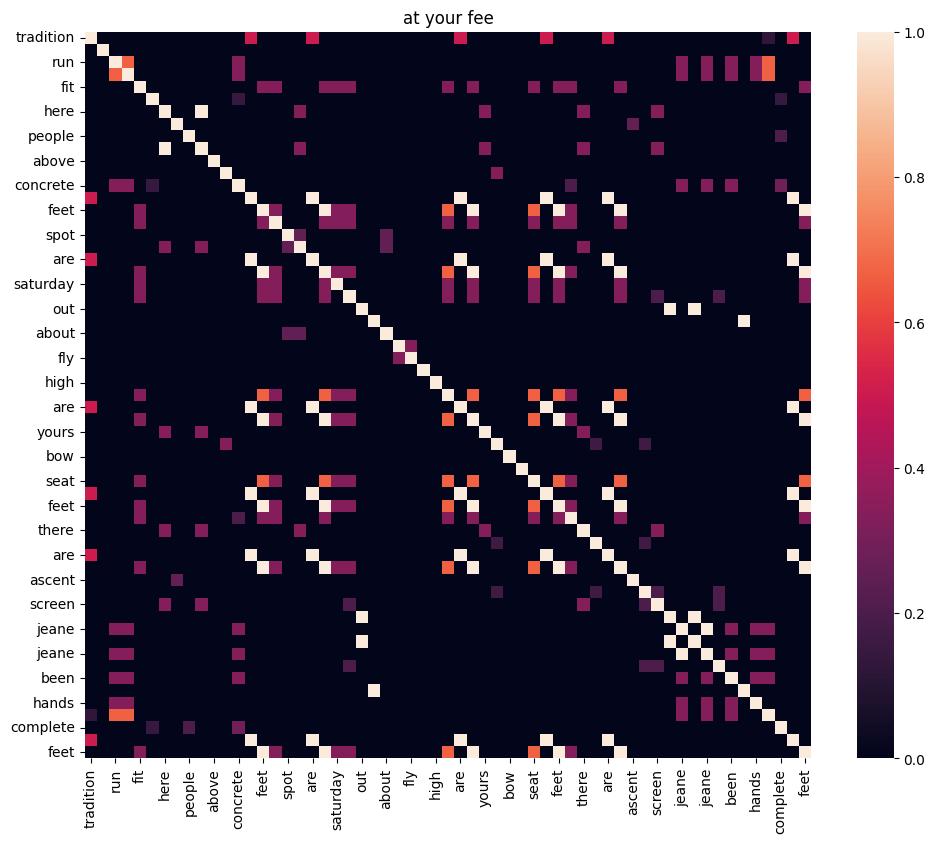 at your fee
tradition
run
fit
here
people
above
concrete
feet
spot
are
saturday
out
about
fly
high
are
yours
bow
seat
feet
there
are
ascent
screen
jeane
jeane
been
hands
complete
feet
tradition
run
fit
here
people
above
concrete
feet
spot
are
saturday
out
about
fly
high
are
yours
bow
seat
feet
there
are
ascent
screen
jeane
jeane
been
hands
complete
feet
1.0
0.8
0.6
0.4
0.2
0.0